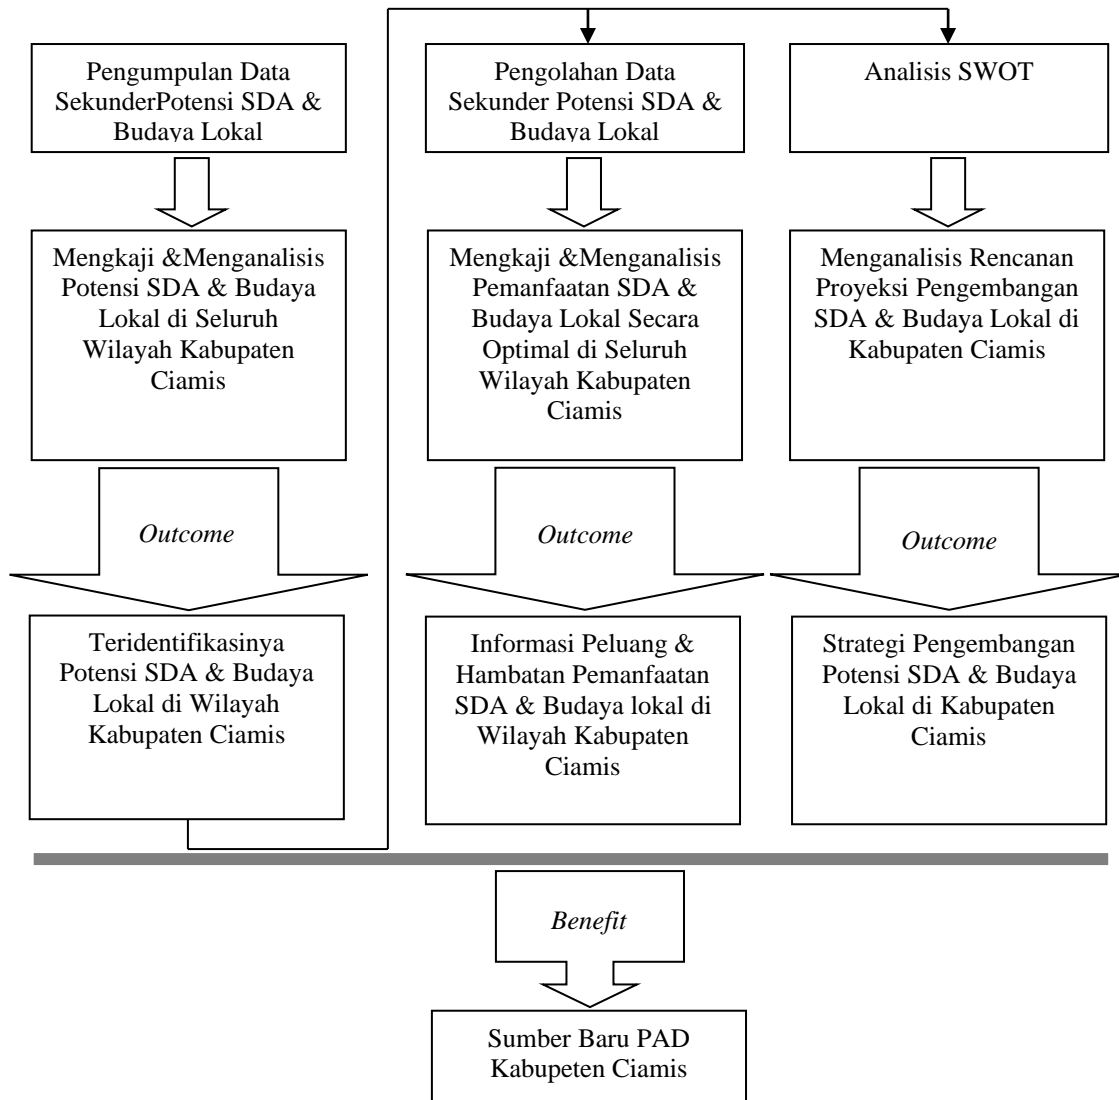 Pengumpulan Data
SekunderPotensi SDA &
Budaya Lokal
Pengolahan Data
Sekunder Potensi SDA &
Budaya Lokal
Analisis SWOT
Mengkaji &Menganalisis
Potensi SDA & Budaya
Lokal di Seluruh
Wilayah Kabupaten
Ciamis
Mengkaji &Menganalisis
Pemanfaatan SDA &
Budaya Lokal Secara
Optimal di Seluruh
Wilayah Kabupaten
Ciamis
Menganalisis Rencanan
Proyeksi Pengembangan
SDA & Budaya Lokal di
Kabupaten Ciamis
Outcome
Outcome
Outcome
Teridentifikasinya
Potensi SDA & Budaya
Lokal di Wilayah
Kabupaten Ciamis
Informasi Peluang &
Hambatan Pemanfaatan
SDA & Budaya lokal di
Wilayah Kabupaten
Ciamis
Strategi Pengembangan
Potensi SDA & Budaya
Lokal di Kabupaten
Ciamis
Benefit
Sumber Baru PAD
Kabupeten Ciamis